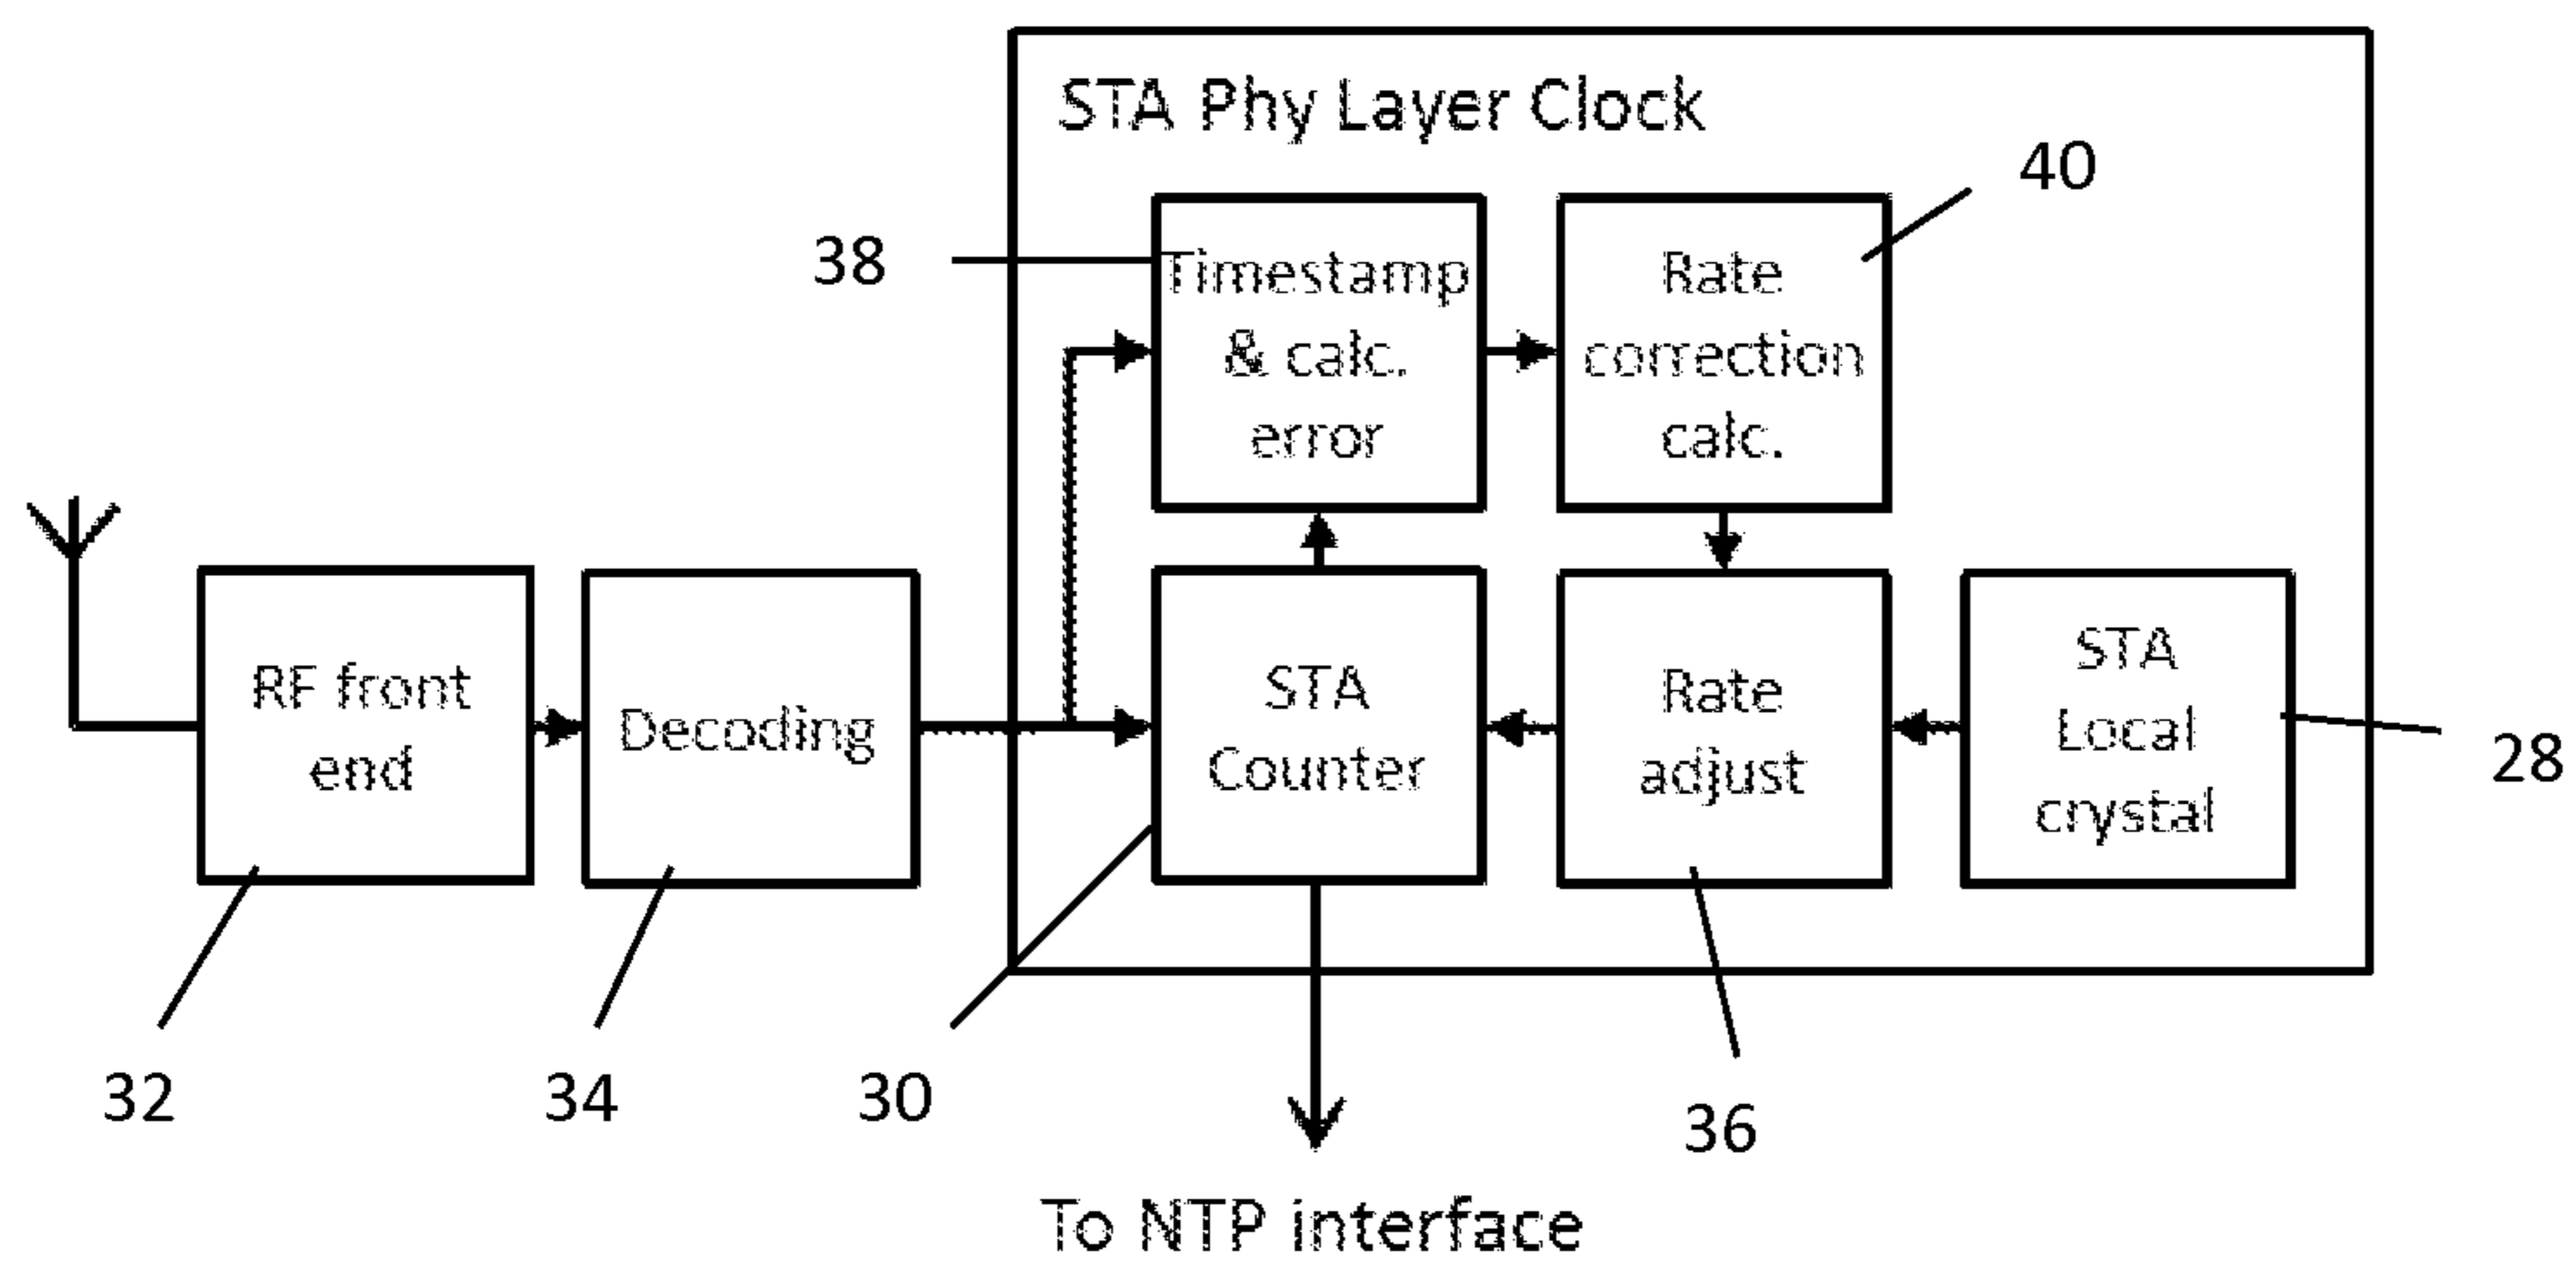 STA Phy Layer Clock
40
38
Timestamp
& calc.
error
Rate
correction
calc.
RF front
end
Decoding
STA
Counter
Rate
adjust
STA
Local
crystal
28
32
34
30
36
To NTP interface